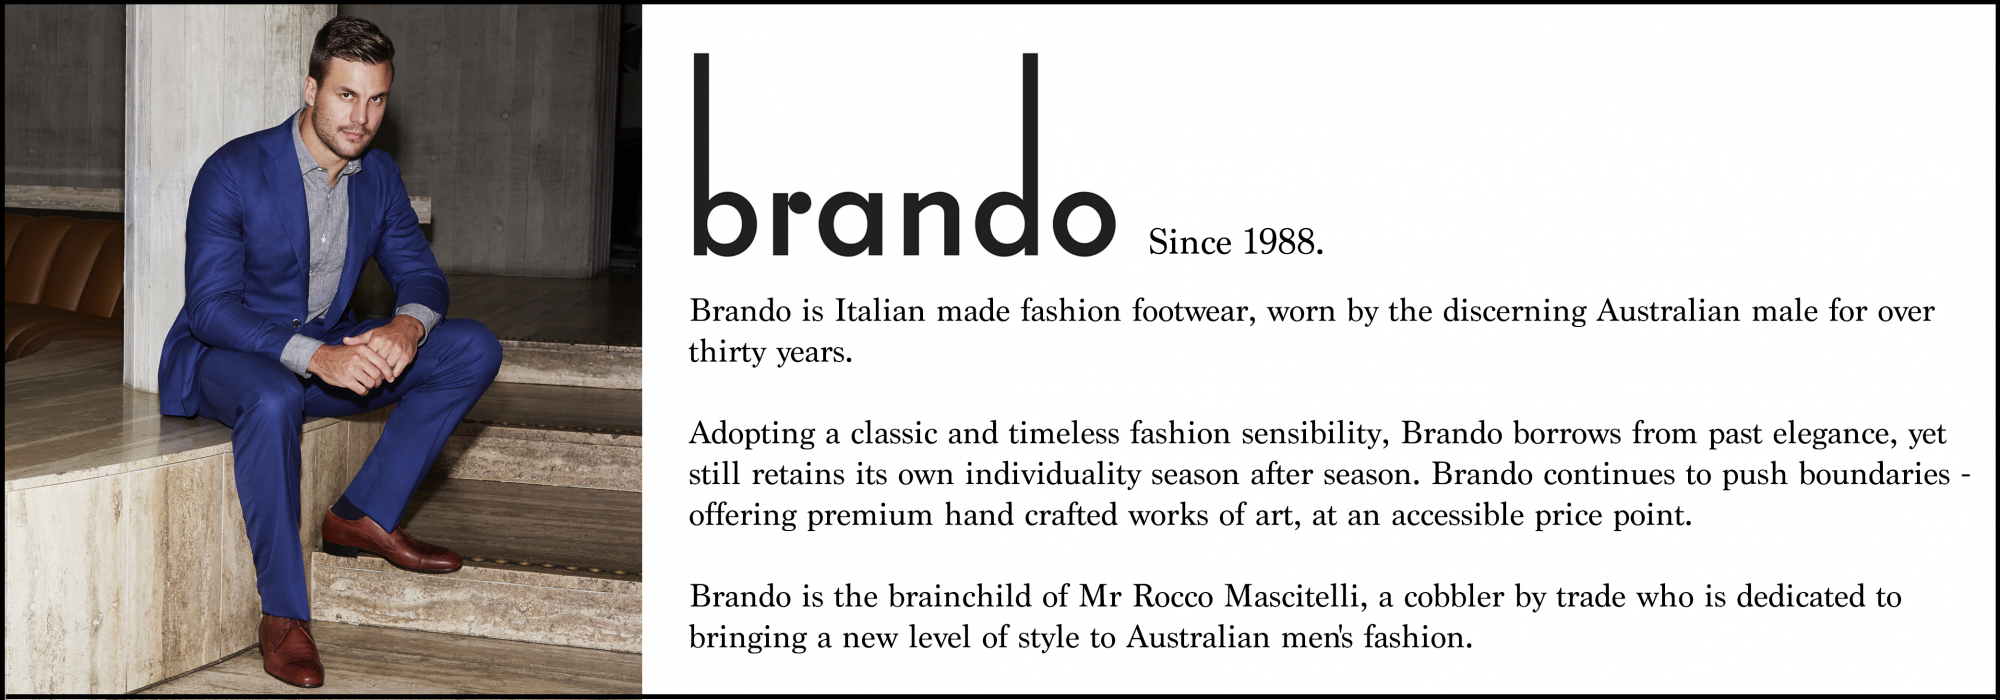 brando Since 1988.
Brando is Italian made fashion footwear, worn by the discerning Australian male for over
thirty years.
Adopting a classic and timeless fashion sensibility, Brando borrows from past elegance, yet
still retains its own individuality season after season. Brando continues to push boundaries -
offering premium hand crafted works of art, at an accessible price point.
Brando is the brainchild of Mr Rocco Mascitelli, a cobbler by trade who is dedicated to
bringing a new level of style to Australian men's fashion.